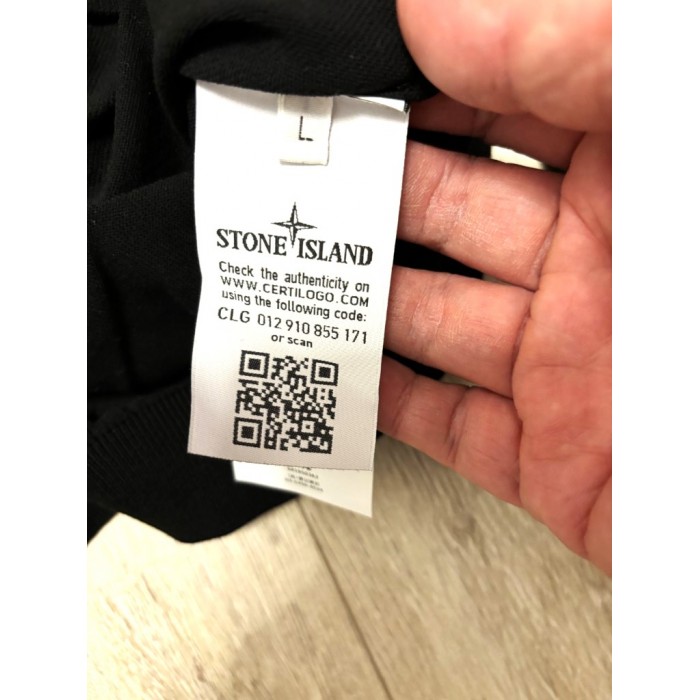 L
STONE ISLAND
Check the authenticity on
WWW.CERTILOGO.COM
using the following code:
CLG 012 910 855 171
or scan